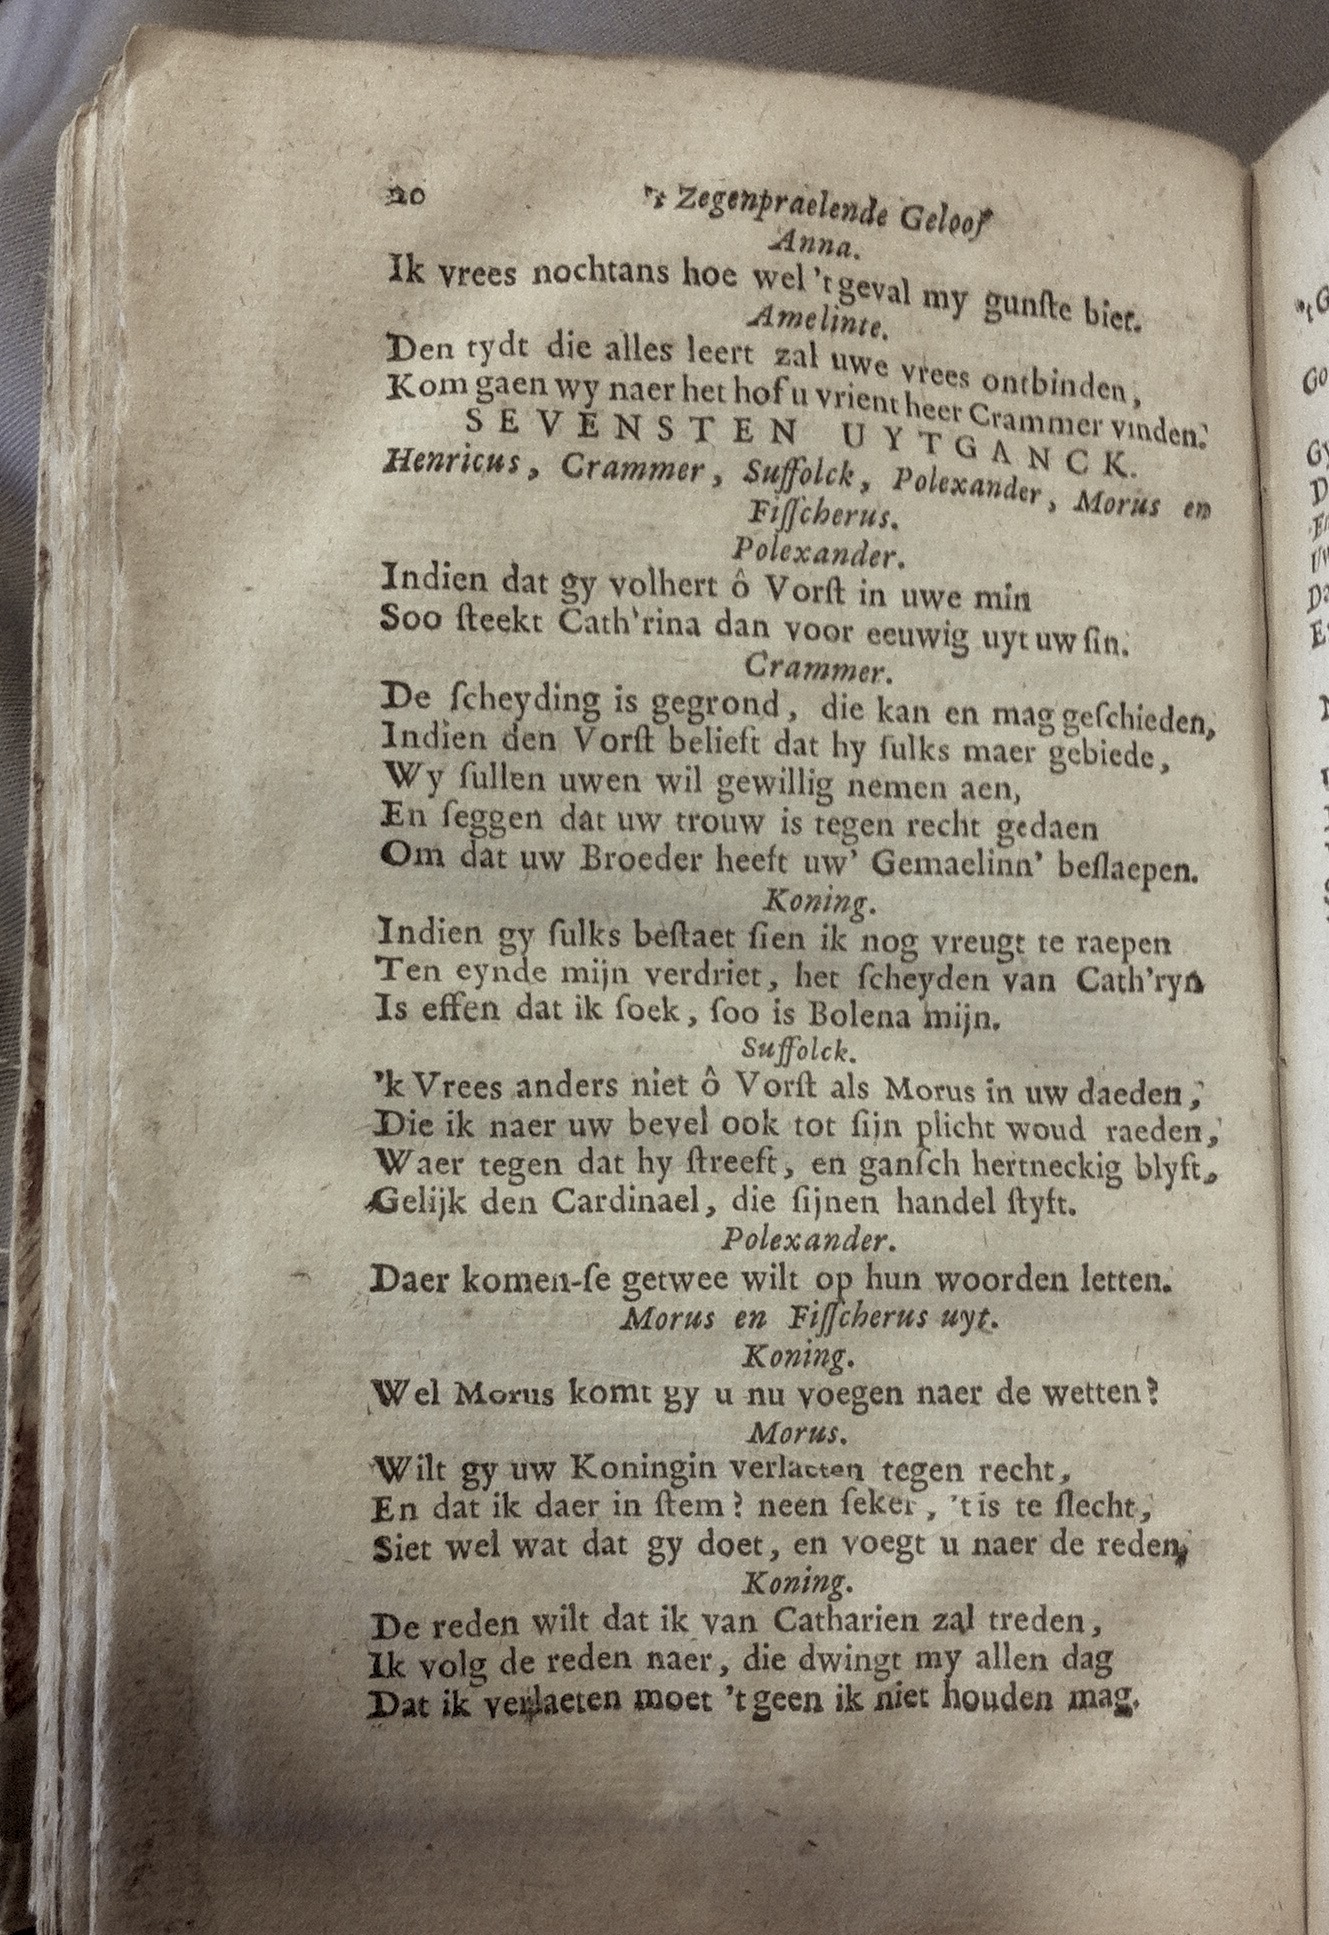 20 't Zegenpraelende Geloof
Anna.
Ik vrees nochtans hoe wel 't geval my gunſte biet.
Amelinte.
Den tydt die alles leert zal uwe vrees ontbinden,
Kom gaen wy naer het hof u vrient heer Crammer vinden.
SEVENSTEN UYTGANCK.
Henricus, Crammer, Suffolck, Polexander, Morus en
Fiſſcherus.
Polexander.
Indien dat gy volhert ô Vorſt in uwe min
Soo ſteekt Cath'rina dan voor eeuwig uyt uw ſin.
Crammer.
De ſcheyding is gegrond, die kan en mag geſchieden,
Indien den Vorſt belieft dat hy ſulks maer gebiede,
Wy ſullen uwen wil gewillig nemen aen,
En ſeggen dat uw trouw is tegen recht gedaen
Om dat uw Broeder heeft uw' Gemaelinn' beſlaepen.
Koning.
Indien gy ſulks beſtaet ſien ik nog vreugt te raepen
Ten eynde mijn verdriet, het ſcheyden van Cath'ryn
Is effen dat ik ſoek, ſoo is Bolena mijn.
Suffolck.
'k Vrees anders niet ô Vorſt als Morus in uw daeden,
Die ik naer uw bevel ook tot ſijn plicht woud raeden,
Waer tegen dat hy ſtreeft, en ganſch hertneckig blyft,
Gelijk den Cardinael, die ſijnen handel ſtyft.
Polexander.
Daer komen-ſe getwee wilt op hun woorden letten.
Morus en Fiſſcherus uyt.
Koning.
Wel Morus komt gy u nu voegen naer de wetten?
Morus.
Wilt gy uw Koningin verlaeten tegen recht,
En dat ik daer in ſtem? neen ſeker, 't is te ſlecht,
Siet wel wat dat gy doet, en voegt u naer de reden,
Koning.
De reden wilt dat ik van Catharien zal treden,
Ik volg de reden naer, die dwingt my allen dag
Dat ik verlaeten moet 't geen ik niet houden mag.